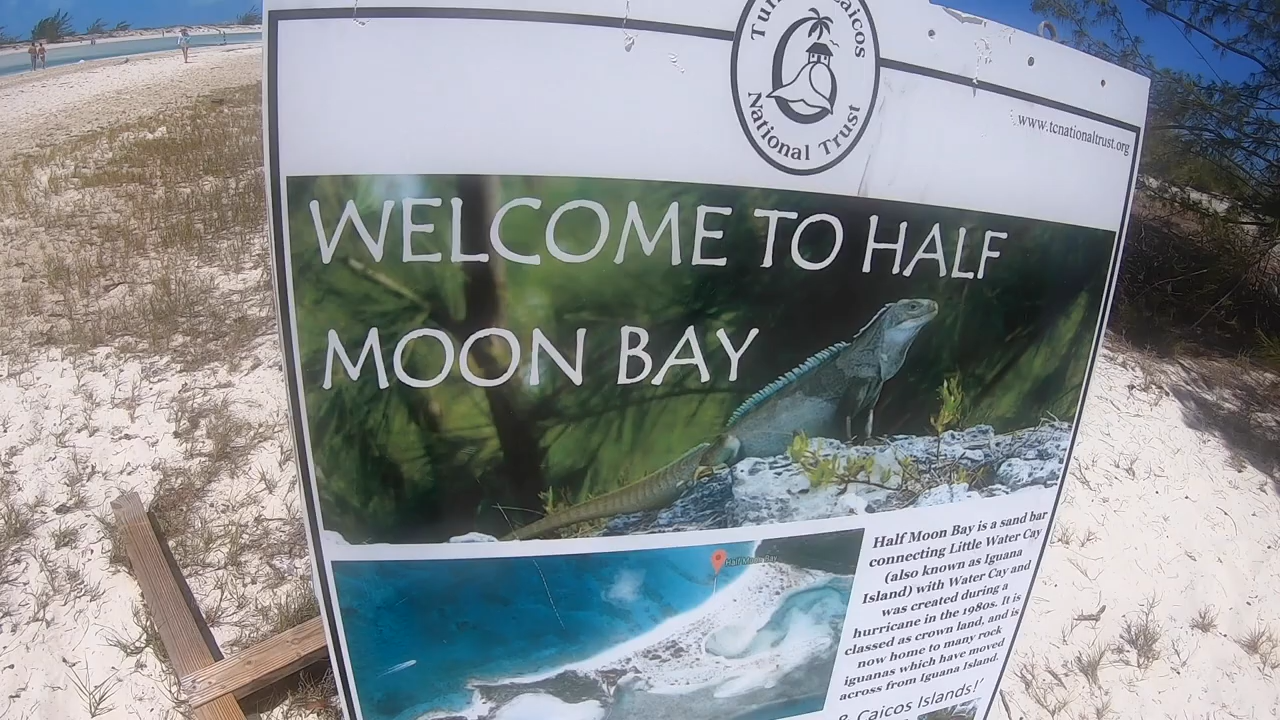 Tur Caicos
National Trust
www.tcnationaltrust.org
WELCOME TO HALF
MOON BAY
Half Moon Bay
Half Moon Bay is a sand bar
connecting Little Water Cay
(also known as Iguana
Island) with Water Cay and
was created during a
hurricane in the 1980s. It is
classed as crown land, and is
now home to many rock
iguanas which have moved
across from Iguana Island.
& Caicos Islands!'